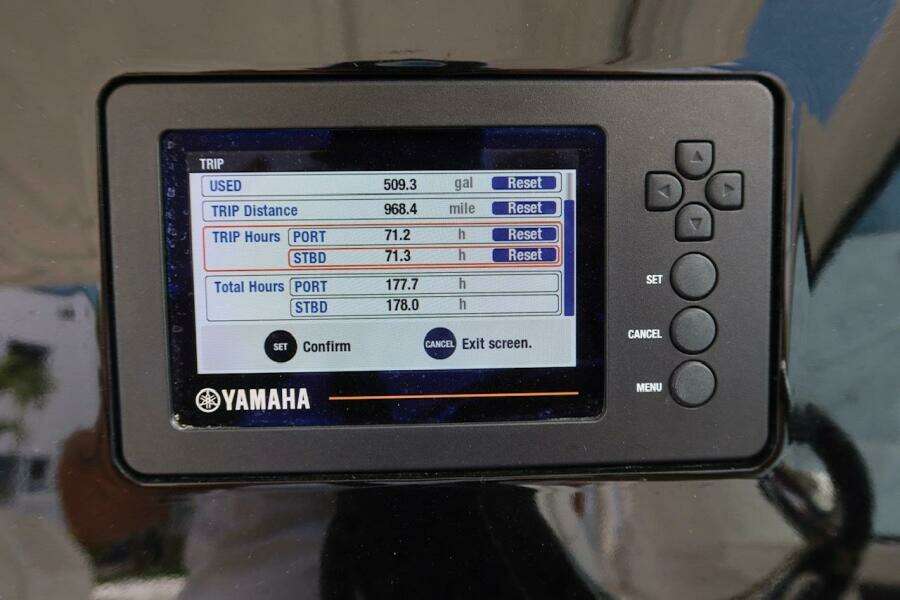 TRIP
USED 509.3 gal Reset
TRIP Distance 968.4 mile Reset
TRIP Hours PORT 71.2 h Reset
STBD 71.3 h Reset
Total Hours PORT 177.7 h
STBD 178.0 h
SET Confirm CANCEL Exit screen.
YAMAHA
SET
CANCEL
MENU